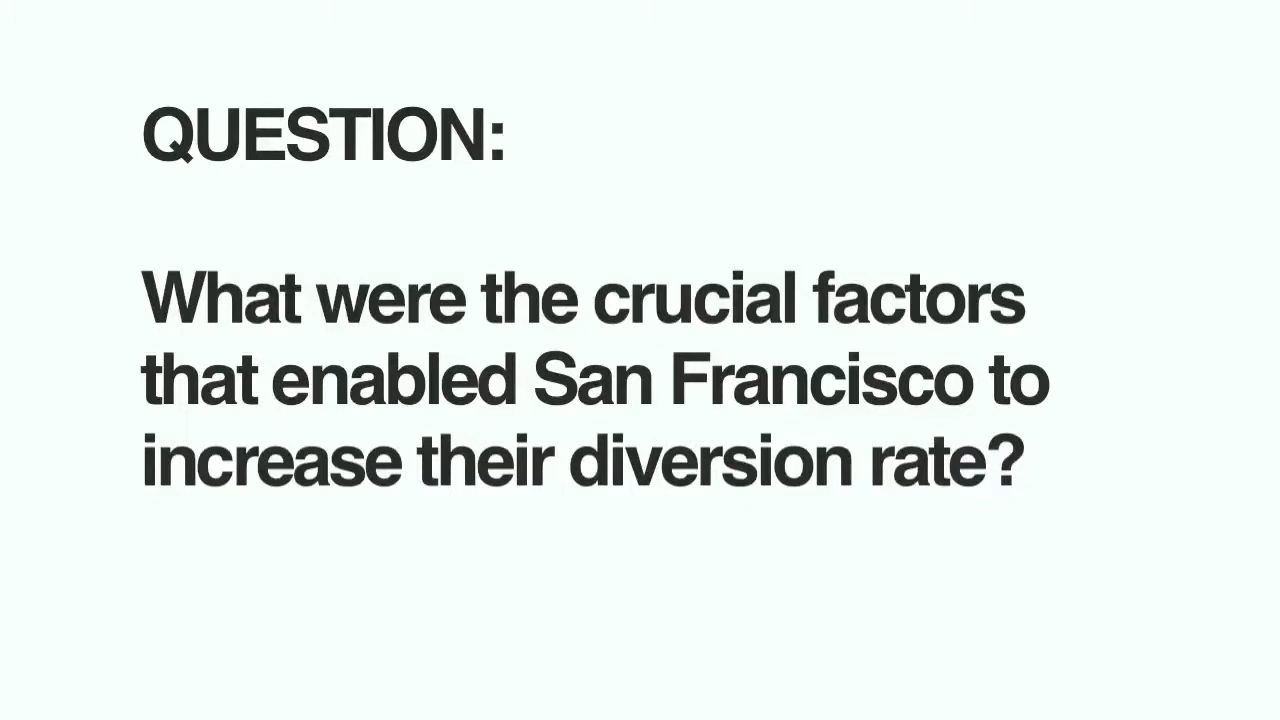 QUESTION:
What were the crucial factors
that enabled San Francisco to
increase their diversion rate?